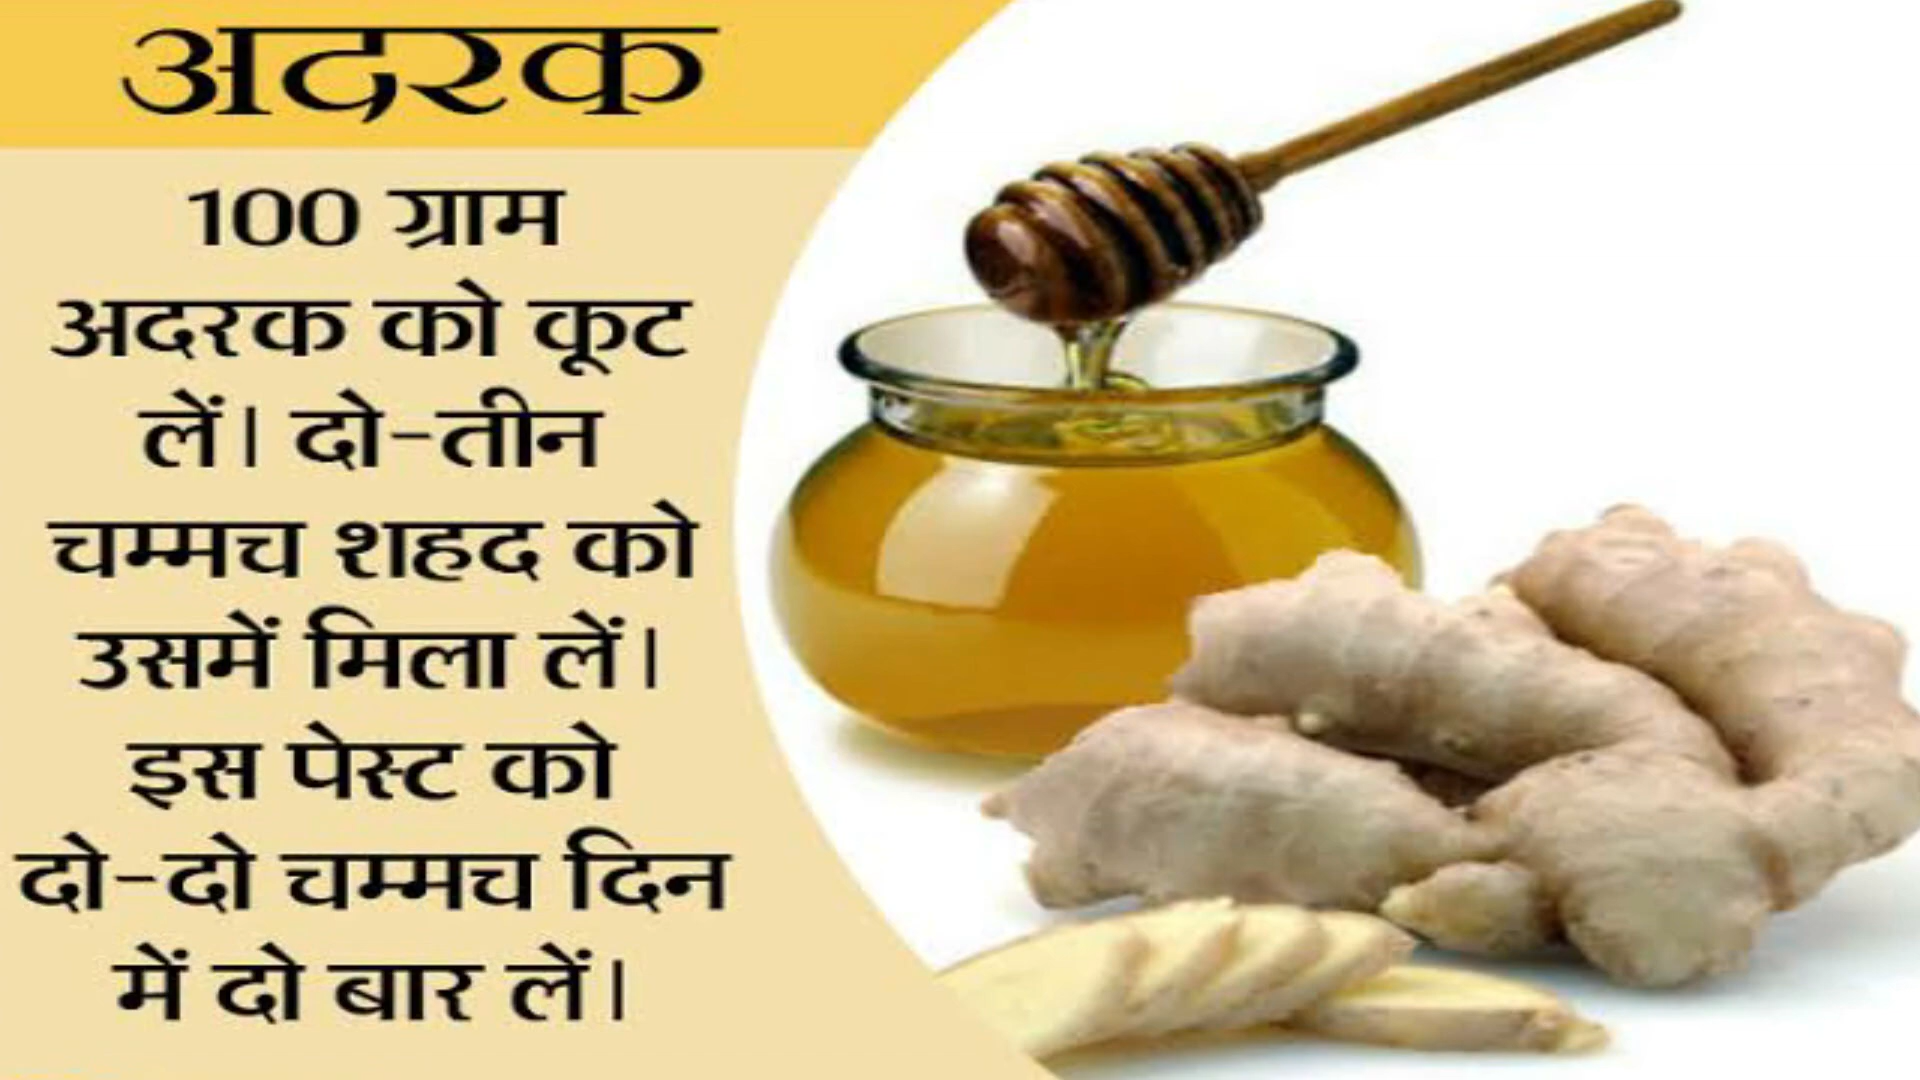 अदरक
100 ग्राम
अदरक को कूट
लें। दो-तीन
चम्मच शहद को
उसमें मिला लें।
इस पेस्ट को
दो-दो चम्मच दिन
में दो बार लें।